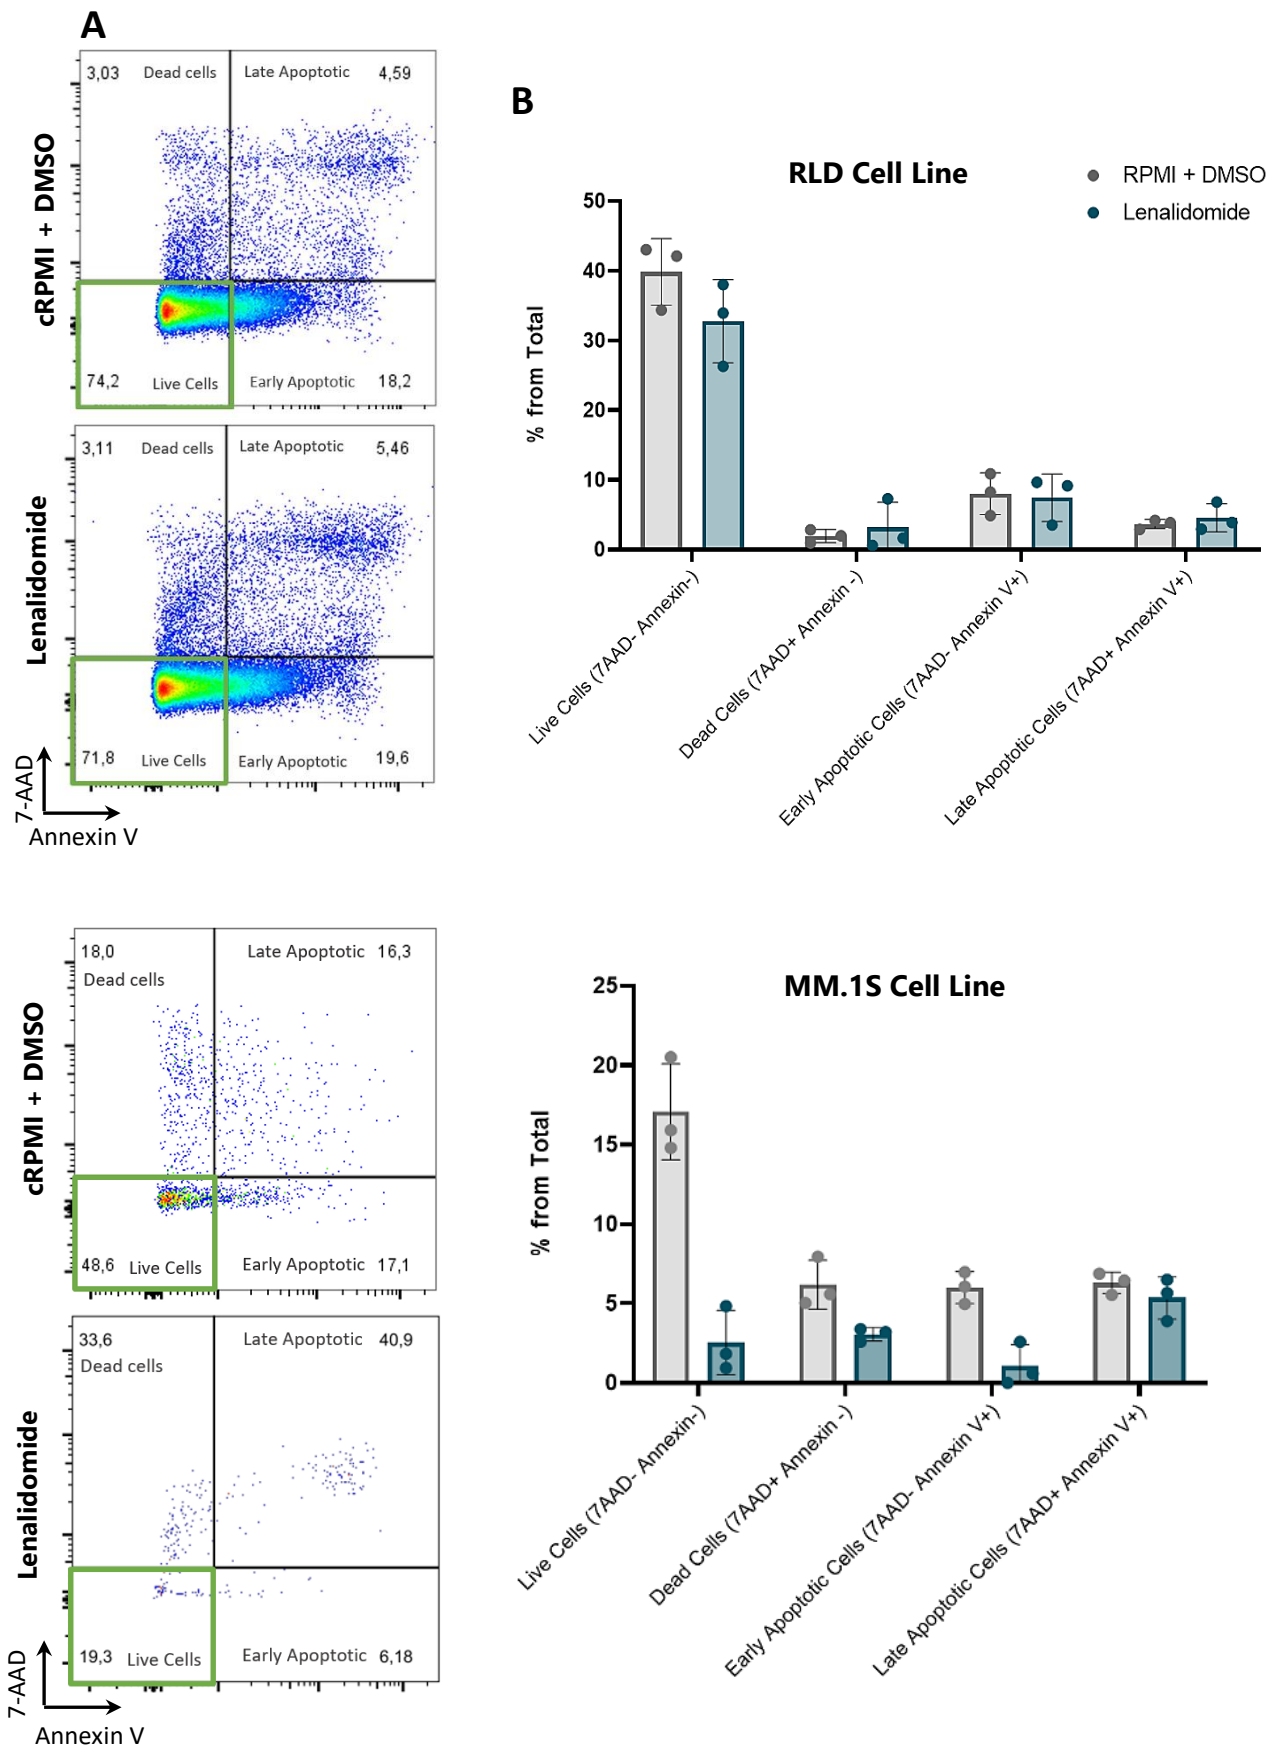 A
cRPMI + DMSO
3,03 Dead cells Late Apoptotic 4,59
74,2 Live Cells Early Apoptotic 18,2
Lenalidomide
3,11 Dead cells Late Apoptotic 5,46
71,8 Live Cells Early Apoptotic 19,6
7-AAD
Annexin V
B
RLD Cell Line
RPMI + DMSO
Lenalidomide
% from Total
50
40
30
20
10
0
Live Cells (7AAD- Annexin-)
Dead Cells (7AAD+ Annexin -)
Early Apoptotic Cells (7AAD- Annexin V+)
Late Apoptotic Cells (7AAD+ Annexin V+)
cRPMI + DMSO
18,0 Late Apoptotic 16,3
Dead cells
48,6 Live Cells Early Apoptotic 17,1
Lenalidomide
33,6 Late Apoptotic 40,9
Dead cells
19,3 Live Cells Early Apoptotic 6,18
7-AAD
Annexin V
MM.1S Cell Line
% from Total
25
20
15
10
5
0
Live Cells (7AAD- Annexin-)
Dead Cells (7AAD+ Annexin -)
Early Apoptotic Cells (7AAD- Annexin V+)
Late Apoptotic Cells (7AAD+ Annexin V+)